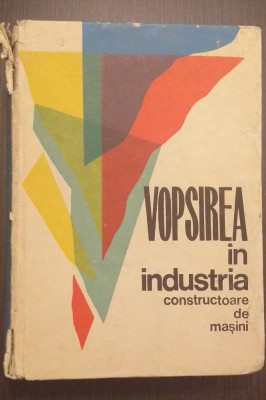 VOPSIREA
in
industria
constructoare
de
mașini